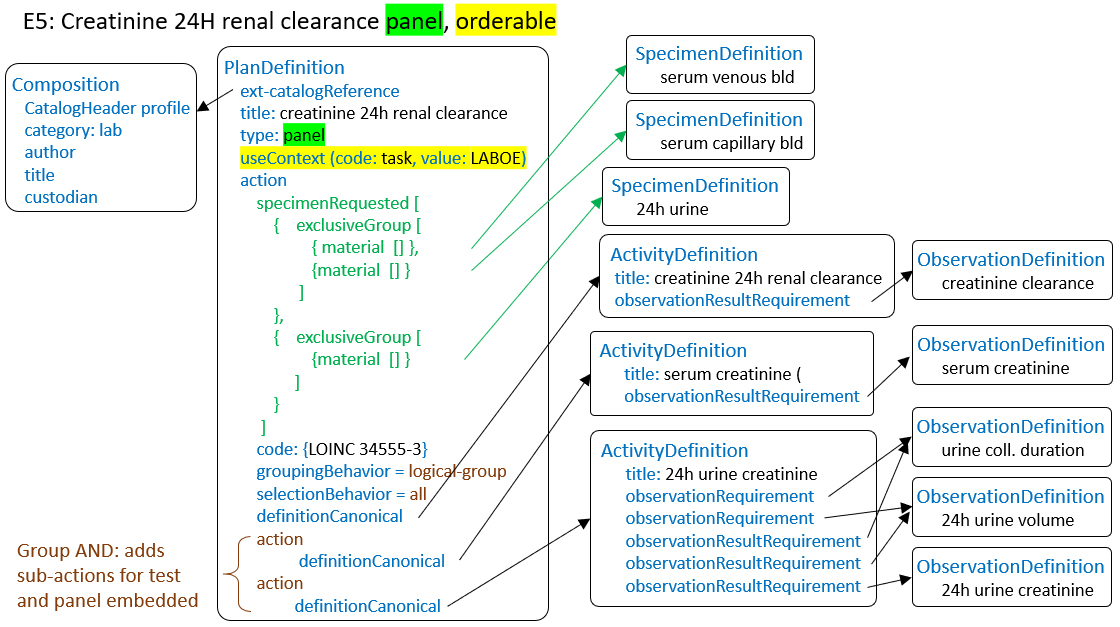 E5: Creatinine 24H renal clearance panel, orderable
Composition
CatalogHeader profile
category: lab
author
title
custodian
PlanDefinition
ext-catalogReference
title: creatinine 24h renal clearance
type: panel
useContext (code: task, value: LABOE)
action
specimenRequested [
{ exclusiveGroup [
{ material [] },
{material [] }
]
},
{ exclusiveGroup [
{material [] }
]
}
]
code: {LOINC 34555-3}
groupingBehavior = logical-group
selectionBehavior = all
definitionCanonical
action
definitionCanonical
action
definitionCanonical
Group AND: adds
sub-actions for test
and panel embedded
SpecimenDefinition
serum venous bld
SpecimenDefinition
serum capillary bld
SpecimenDefinition
24h urine
ActivityDefinition
title: creatinine 24h renal clearance
observationResultRequirement
ActivityDefinition
title: serum creatinine (
observationResultRequirement
ActivityDefinition
title: 24h urine creatinine
observationRequirement
observationRequirement
observationResultRequirement
observationResultRequirement
observationResultRequirement
ObservationDefinition
creatinine clearance
ObservationDefinition
serum creatinine
ObservationDefinition
urine coll. duration
ObservationDefinition
24h urine volume
ObservationDefinition
24h urine creatinine